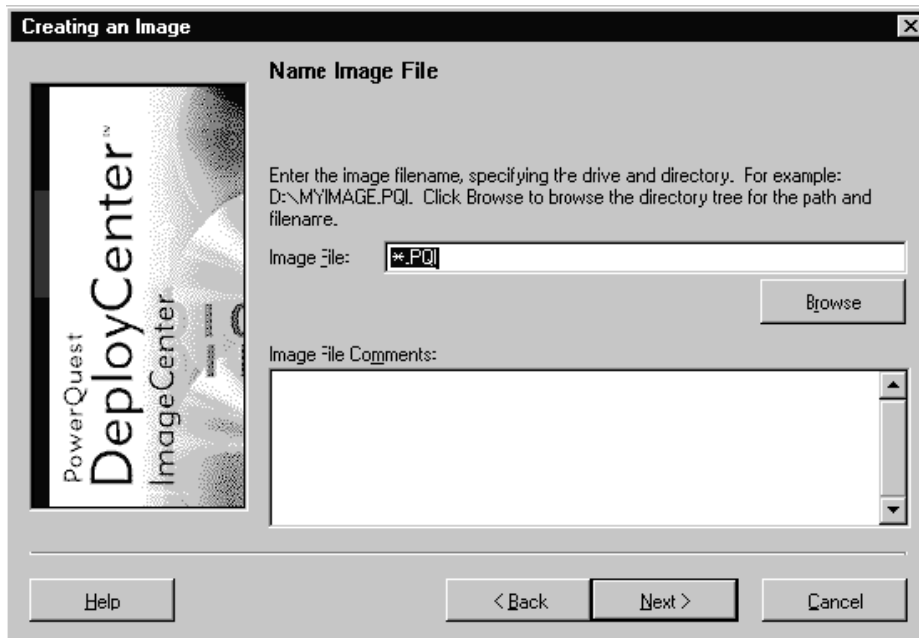 Creating an Image
Name Image File
PowerQuest
DeployCenter™
ImageCenter
Enter the image filename, specifying the drive and directory. For example:
D:\MYIMAGE.PQI. Click Browse to browse the directory tree for the path and
filename.
Image File:
*.PQI
Browse
Image File Comments:
Help
< Back
Next >
Cancel